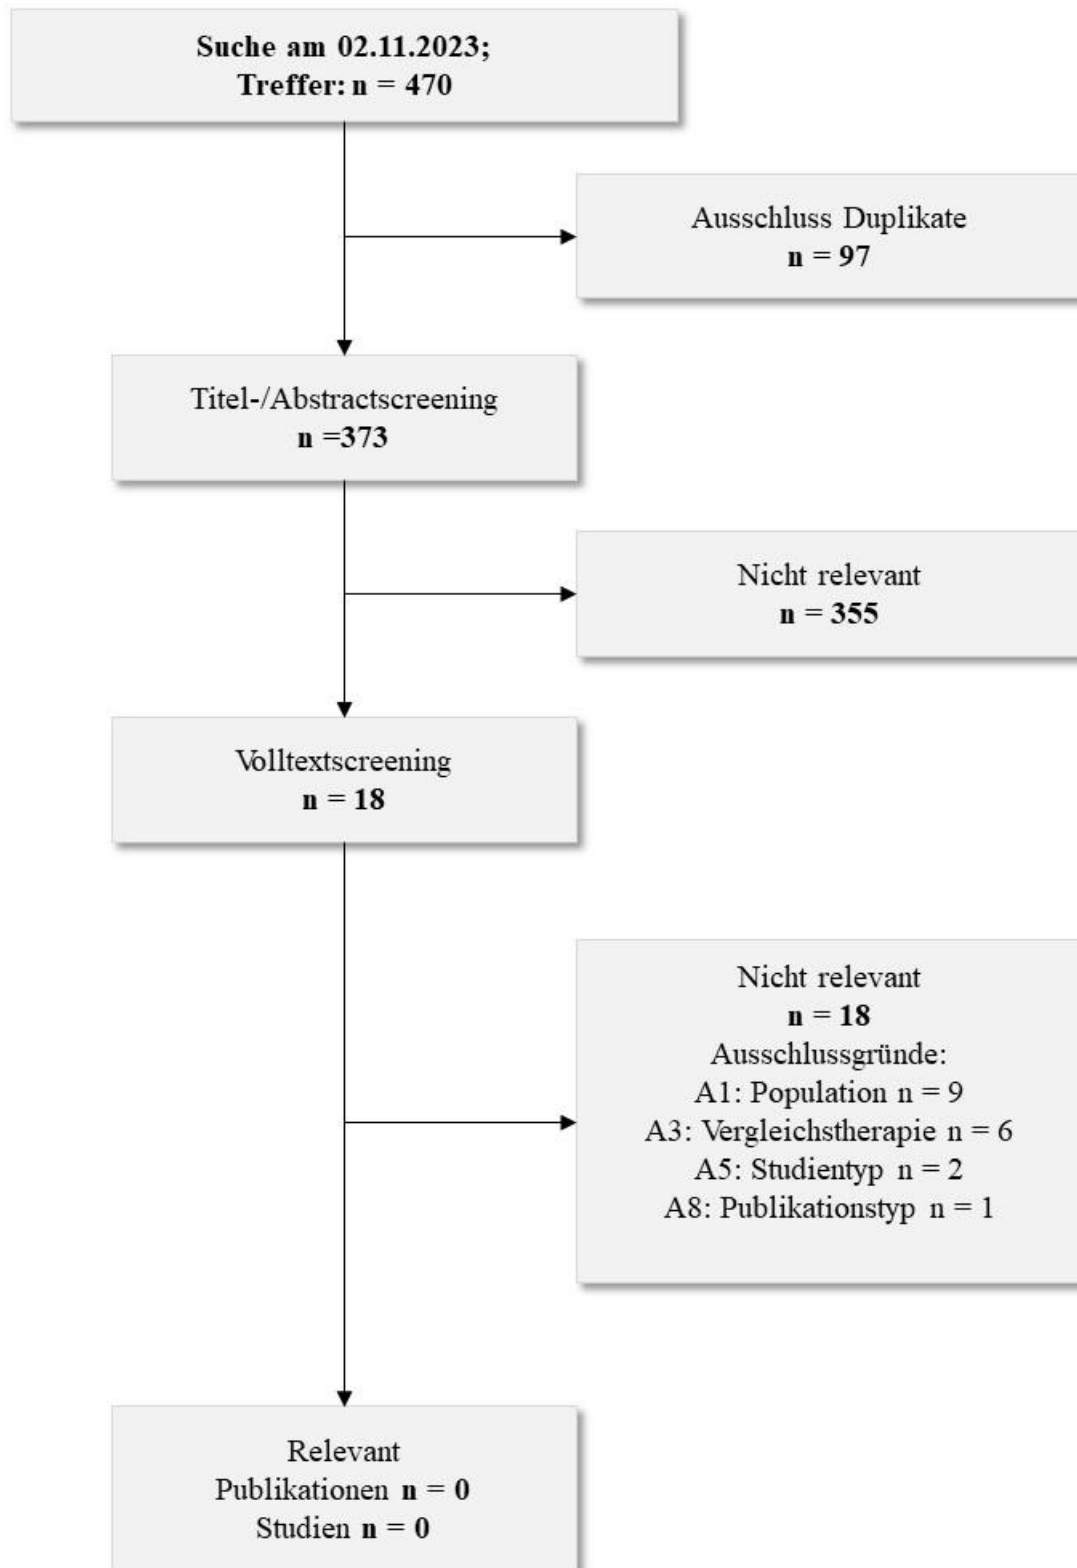 Suche am 02.11.2023;
Treffer: n = 470
Ausschluss Duplikate
n = 97
Titel-/Abstractscreening
n =373
Nicht relevant
n = 355
Volltextscreening
n = 18
Nicht relevant
n = 18
Ausschlussgründe:
A1: Population n = 9
A3: Vergleichstherapie n = 6
A5: Studientyp n = 2
A8: Publikationstyp n = 1
Relevant
Publikationen n = 0
Studien n = 0